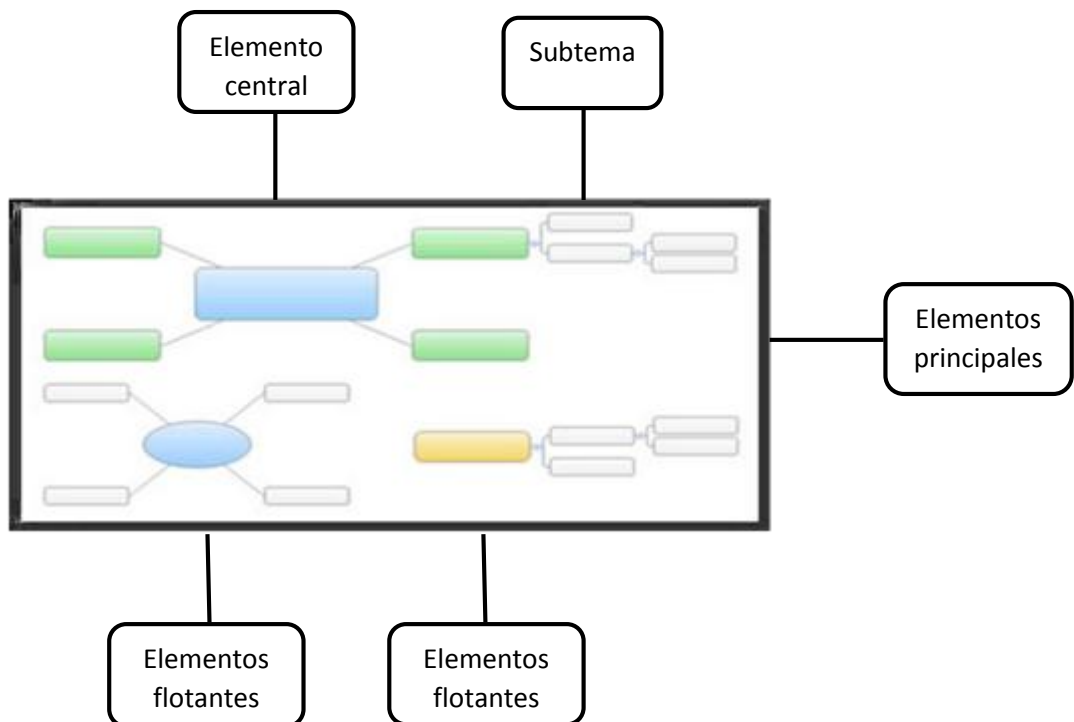 Elemento
central
Subtema
Elementos
principales
Elementos
flotantes
Elementos
flotantes